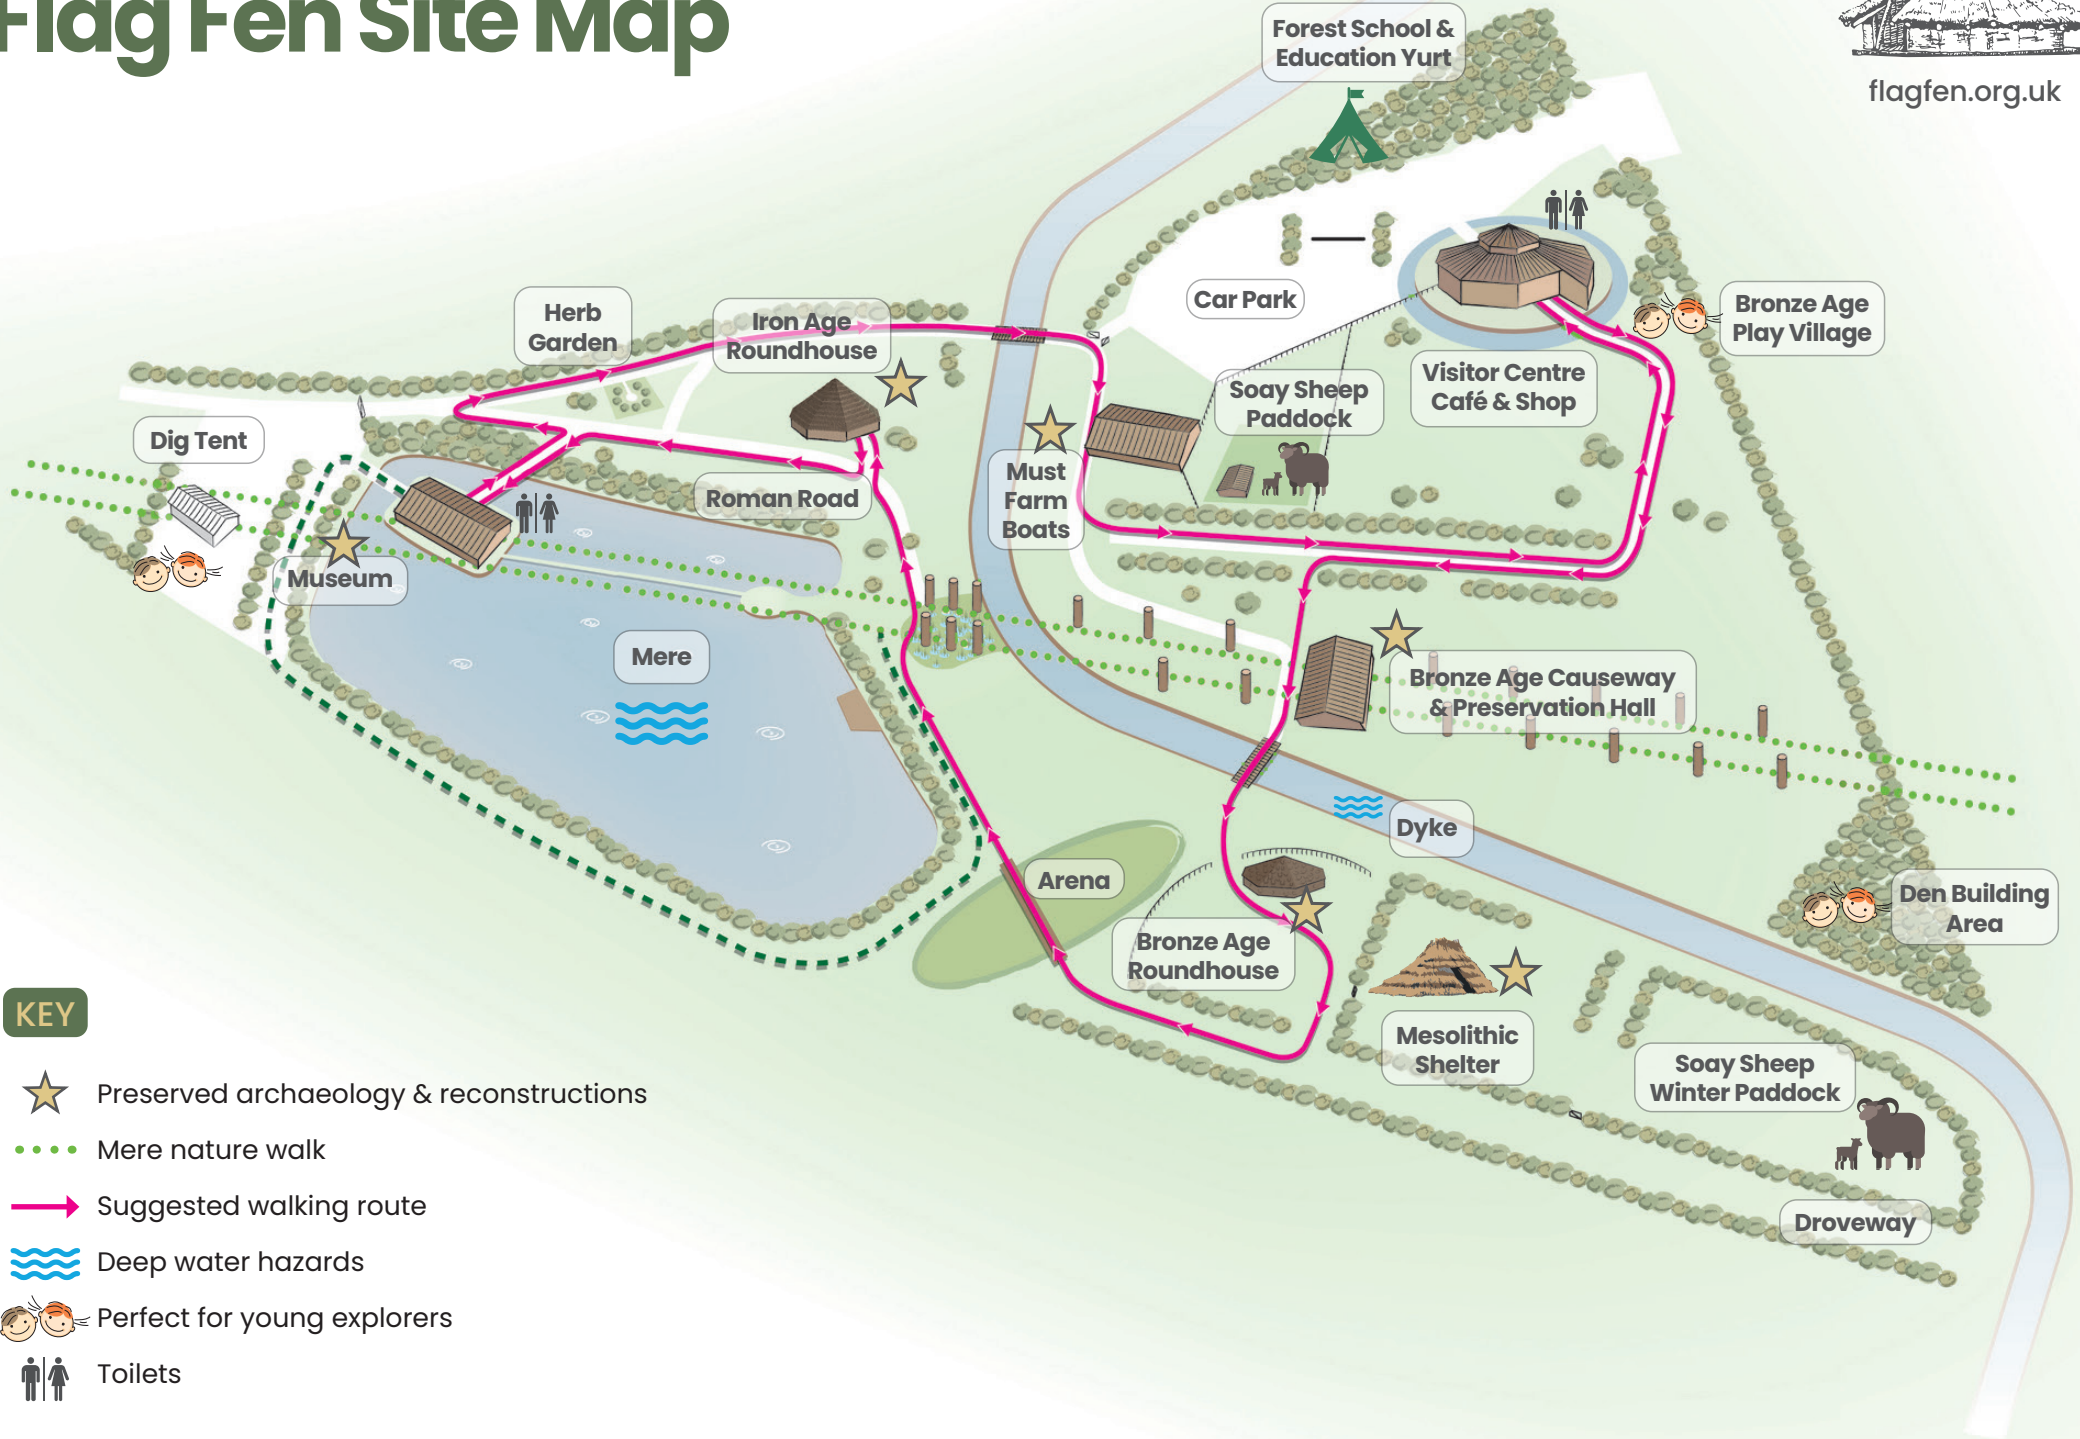 Flag Fen Site Map
flagfen.org.uk
Forest School &
Education Yurt
Car Park
Bronze Age
Play Village
Visitor Centre
Café & Shop
Soay Sheep
Paddock
Herb
Garden
Iron Age
Roundhouse
Dig Tent
Roman Road
Must
Farm
Boats
Museum
Mere
Bronze Age Causeway
& Preservation Hall
Dyke
Arena
Den Building
Area
Bronze Age
Roundhouse
Mesolithic
Shelter
Soay Sheep
Winter Paddock
Droveway
KEY
Preserved archaeology & reconstructions
Mere nature walk
Suggested walking route
Deep water hazards
Perfect for young explorers
Toilets